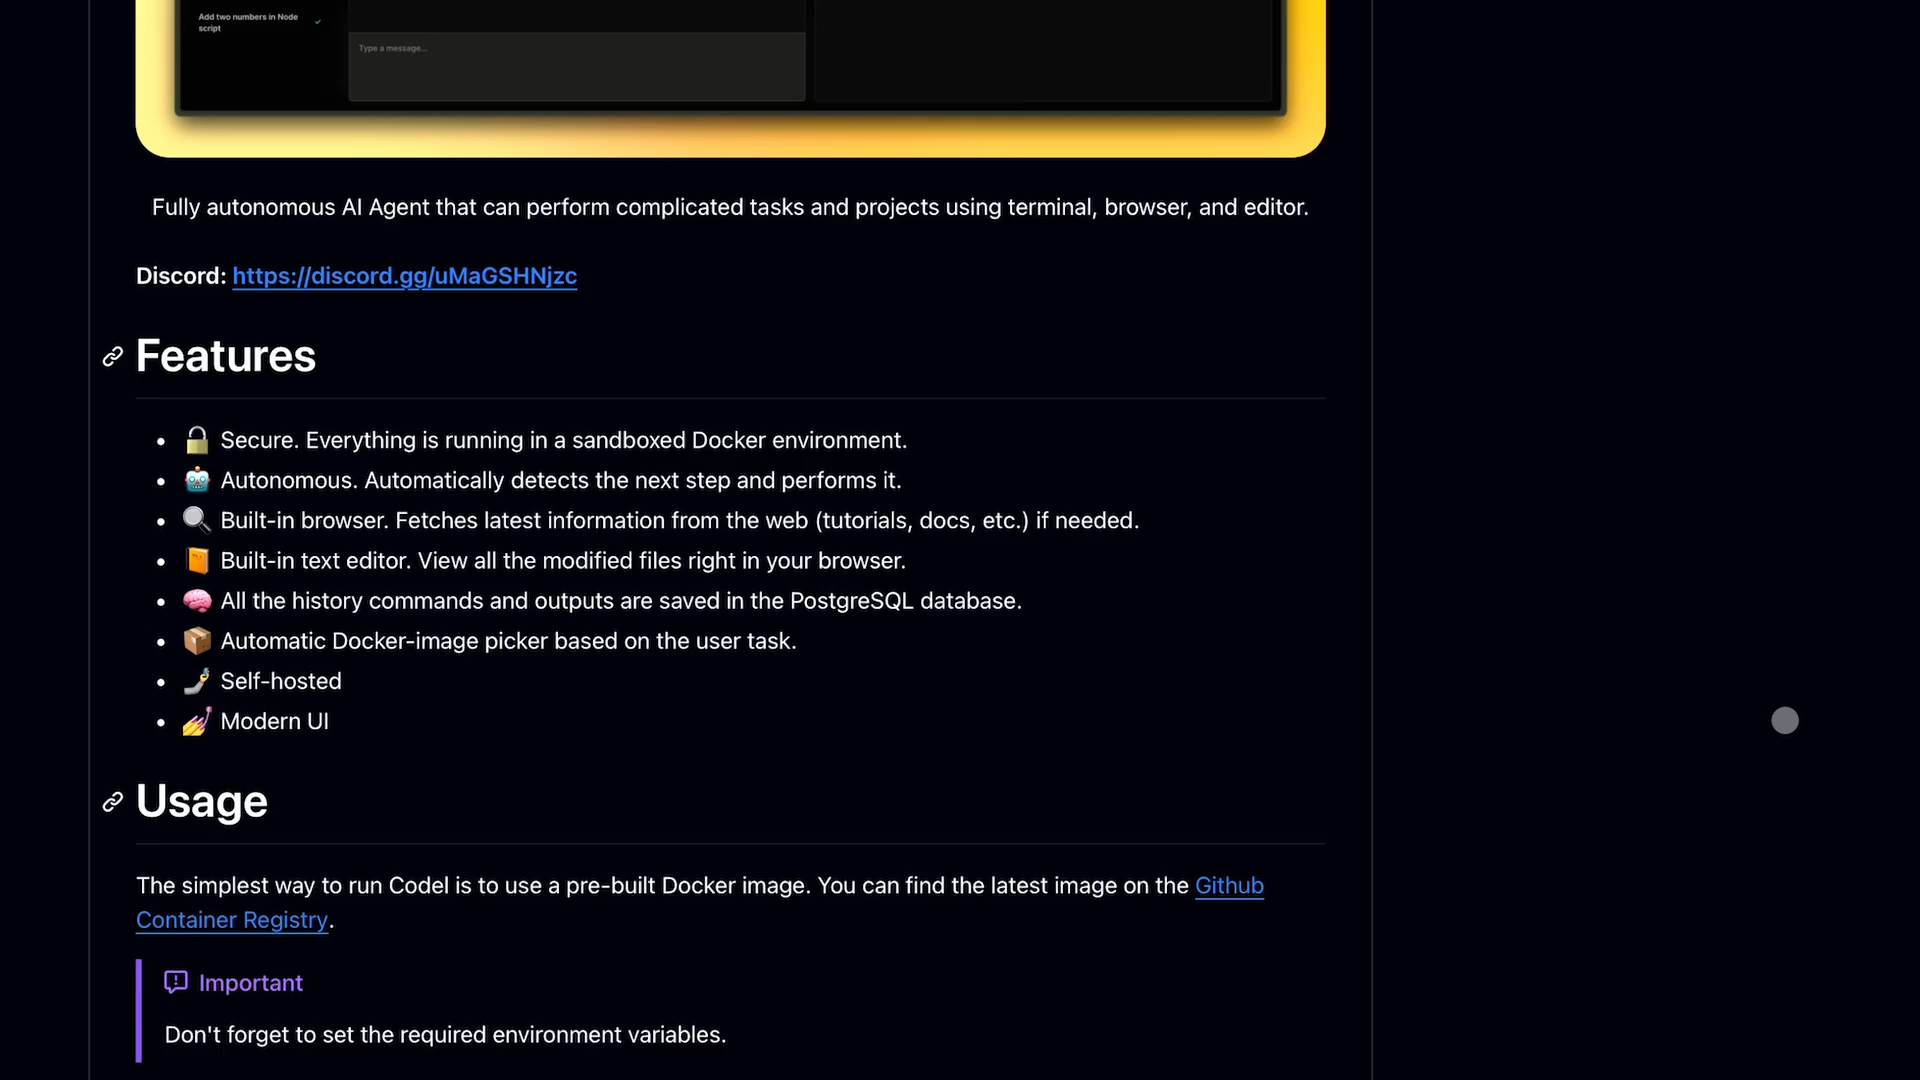 Add two numbers in Node
script
Type a message...
Fully autonomous AI Agent that can perform complicated tasks and projects using terminal, browser, and editor.
Discord: https://discord.gg/uMaGSHNjzc
Features
Secure. Everything is running in a sandboxed Docker environment.
Autonomous. Automatically detects the next step and performs it.
Built-in browser. Fetches latest information from the web (tutorials, docs, etc.) if needed.
Built-in text editor. View all the modified files right in your browser.
All the history commands and outputs are saved in the PostgreSQL database.
Automatic Docker-image picker based on the user task.
Self-hosted
Modern UI
Usage
The simplest way to run Codel is to use a pre-built Docker image. You can find the latest image on the Github
Container Registry.
Important
Don't forget to set the required environment variables.